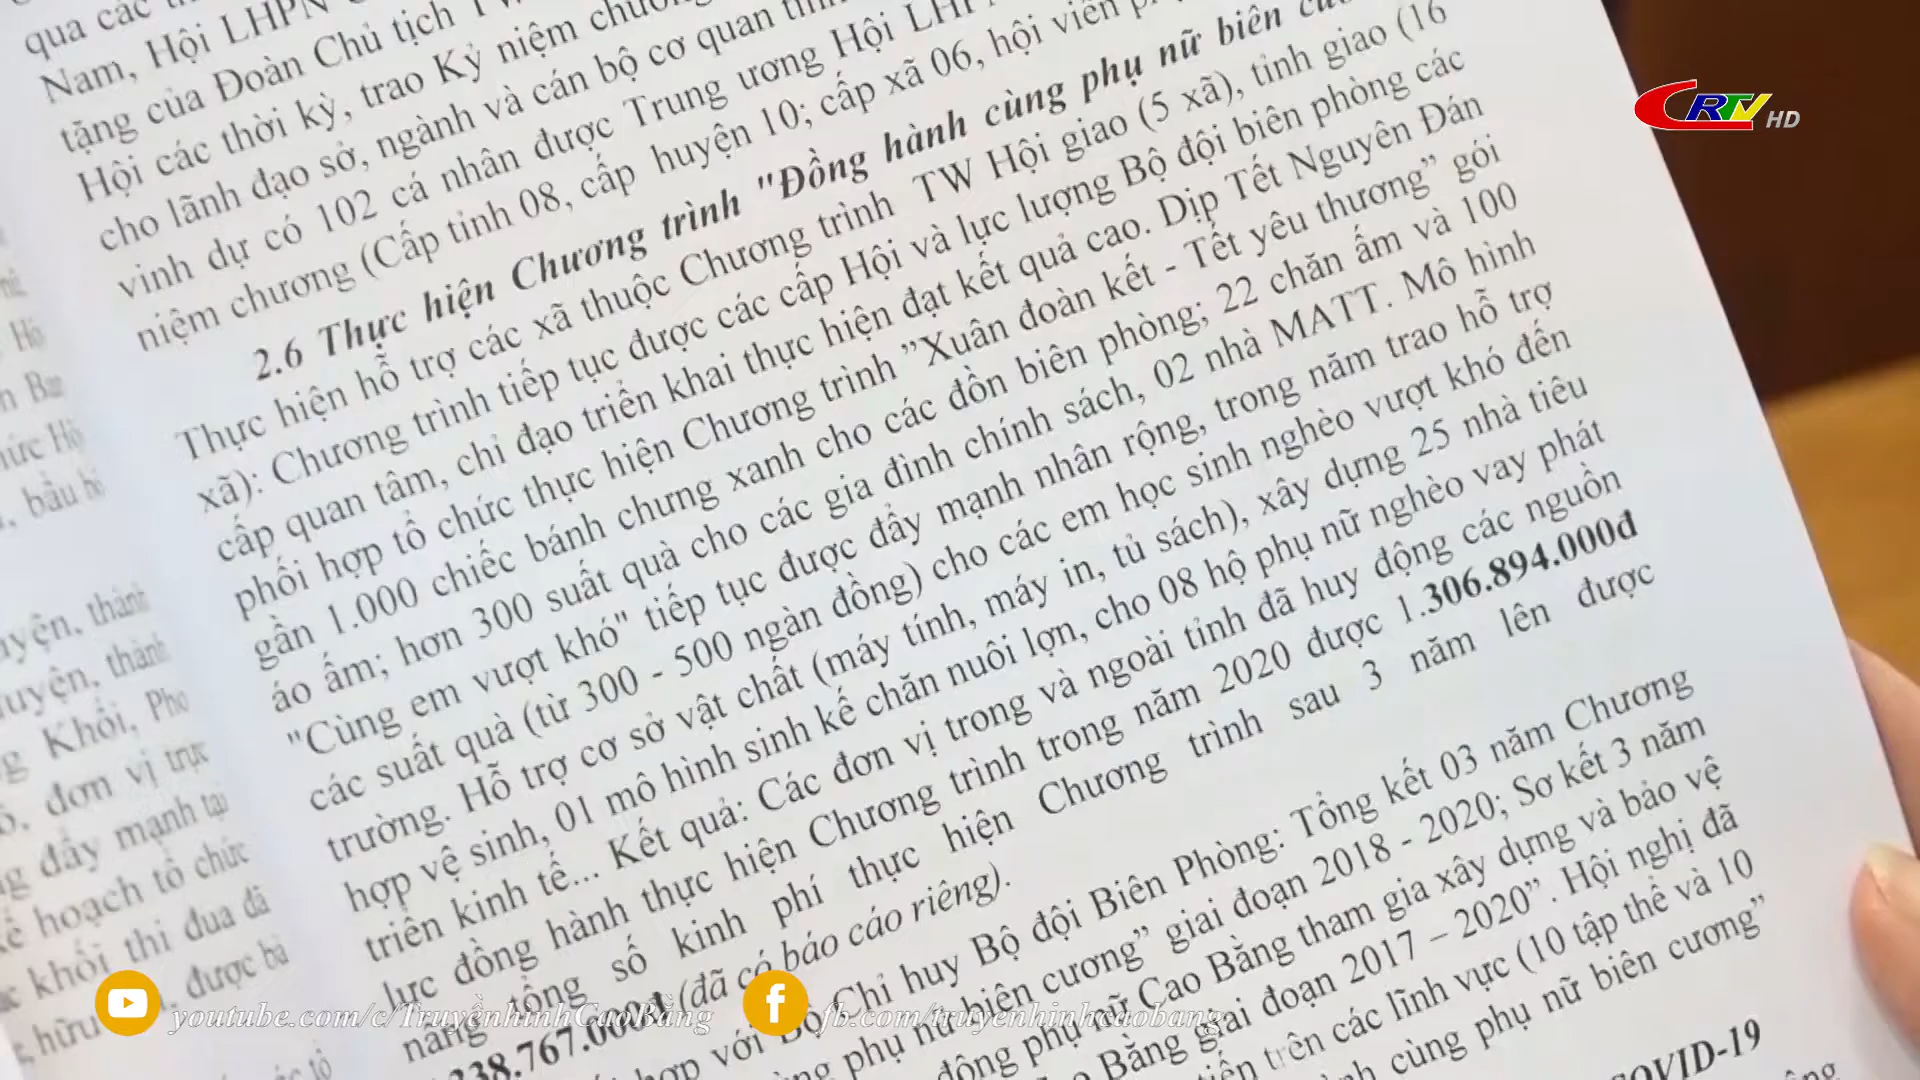 qua các
Nam, Hội LHPN
tặng của Đoàn Chủ tịch
Hội các thời kỳ, trao Kỷ niệm chương
cho lãnh đạo sở, ngành và cán bộ cơ quan
vinh dự có 102 cá nhân được Trung ương Hội
niệm chương (Cấp tỉnh 08, cấp huyện 10; cấp xã 06, hội viên
2.6 Thực hiện Chương trình "Đồng hành cùng phụ nữ biên
Thực hiện hỗ trợ các xã thuộc Chương trình TW Hội giao (5 xã), tỉnh giao (16
xã): Chương trình tiếp tục được các cấp Hội và lực lượng Bộ đội biên phòng các
cấp quan tâm, chỉ đạo triển khai thực hiện đạt kết quả cao. Dịp Tết Nguyên Đán
phối hợp tổ chức thực hiện Chương trình ”Xuân đoàn kết - Tết yêu thương” gói
gần 1.000 chiếc bánh chưng xanh cho các đồn biên phòng; 22 chăn ấm và 100
áo ấm; hơn 300 suất quà cho các gia đình chính sách, 02 nhà MATT. Mô hình
"Cùng em vượt khó" tiếp tục được đẩy mạnh nhân rộng, trong năm trao hỗ trợ
các suất quà (từ 300 - 500 ngàn đồng) cho các em học sinh nghèo vượt khó đến
trường. Hỗ trợ cơ sở vật chất (máy tính, máy in, tủ sách), xây dựng 25 nhà tiêu
hợp vệ sinh, 01 mô hình sinh kế chăn nuôi lợn, cho 08 hộ phụ nữ nghèo vay phát
triển kinh tế... Kết quả: Các đơn vị trong và ngoài tỉnh đã huy động các nguồn
lực đồng hành thực hiện Chương trình trong năm 2020 được 1.306.894.000đ
nâng tổng số kinh phí thực hiện Chương trình sau 3 năm lên được
38.767.000đ (đã có báo cáo riêng).
hợp với Bộ Chỉ huy Bộ đội Biên Phòng: Tổng kết 03 năm Chương
phụ nữ biên cương” giai đoạn 2018 - 2020; Sơ kết 3 năm
động phụ nữ Cao Bằng tham gia xây dựng và bảo vệ
Bằng giai đoạn 2017 – 2020”. Hội nghị đã
trên các lĩnh vực (10 tập thể và 10
cùng phụ nữ biên cương”
COVID-19
CRTV HD
youtube.com/c/TruyềnhìnhCaoBằng
fb.com/truyenhinhcaobang